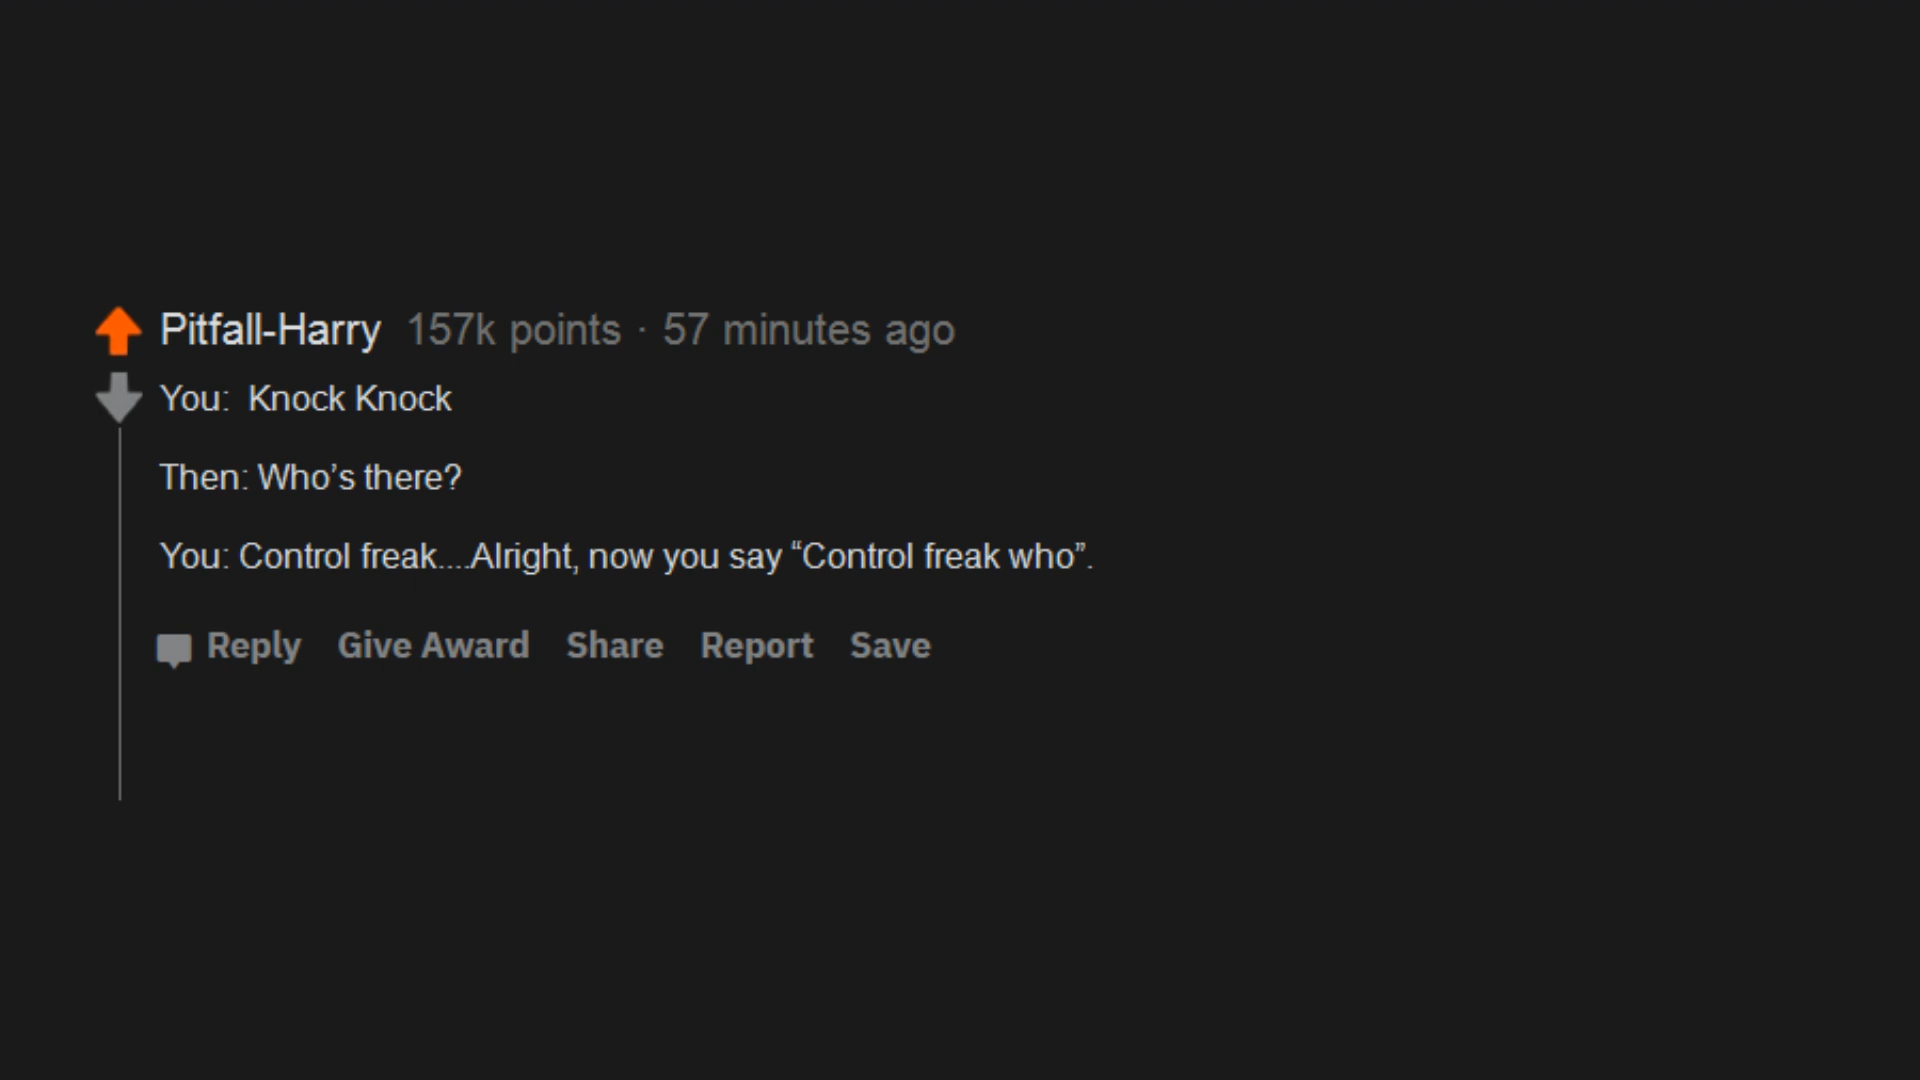 Pitfall-Harry 157k points · 57 minutes ago
You: Knock Knock
Then: Who’s there?
You: Control freak....Alright, now you say “Control freak who”.
Reply Give Award Share Report Save